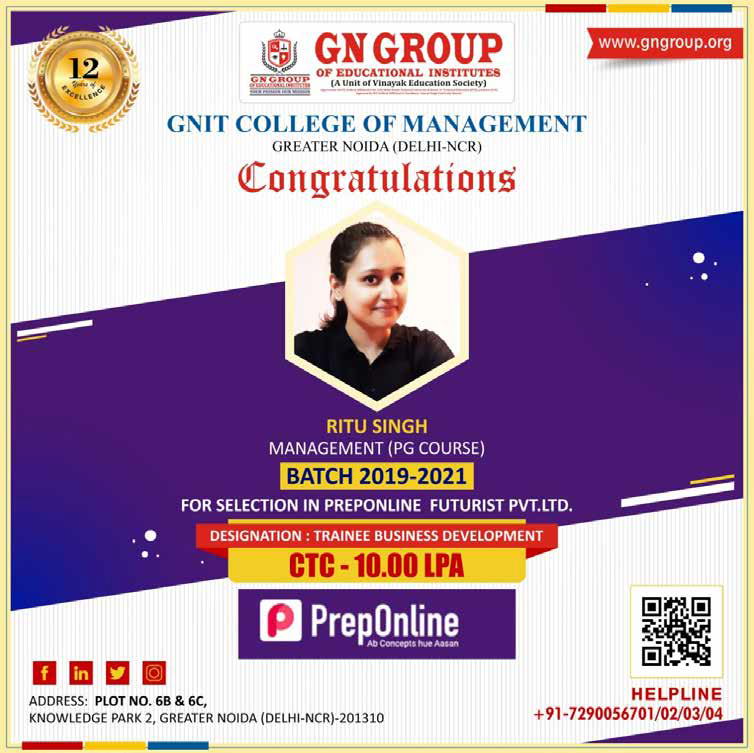 12
Years of
EXCELLENCE
GN GROUP
OF EDUCATIONAL INSTITUTES
YOUR PASSION OUR MISSION
GN GROUP
OF EDUCATIONAL INSTITUTES
(A Unit of Vinayak Education Society)
www.gngroup.org
GNIT COLLEGE OF MANAGEMENT
GREATER NOIDA (DELHI-NCR)
Congratulations
RITU SINGH
MANAGEMENT (PG COURSE)
BATCH 2019-2021
FOR SELECTION IN PREPONLINE FUTURIST PVT.LTD.
DESIGNATION : TRAINEE BUSINESS DEVELOPMENT
CTC - 10.00 LPA
PrepOnline
Ab Concepts hue Aasan
ADDRESS: PLOT NO. 6B & 6C,
KNOWLEDGE PARK 2, GREATER NOIDA (DELHI-NCR)-201310
HELPLINE
+91-7290056701/02/03/04